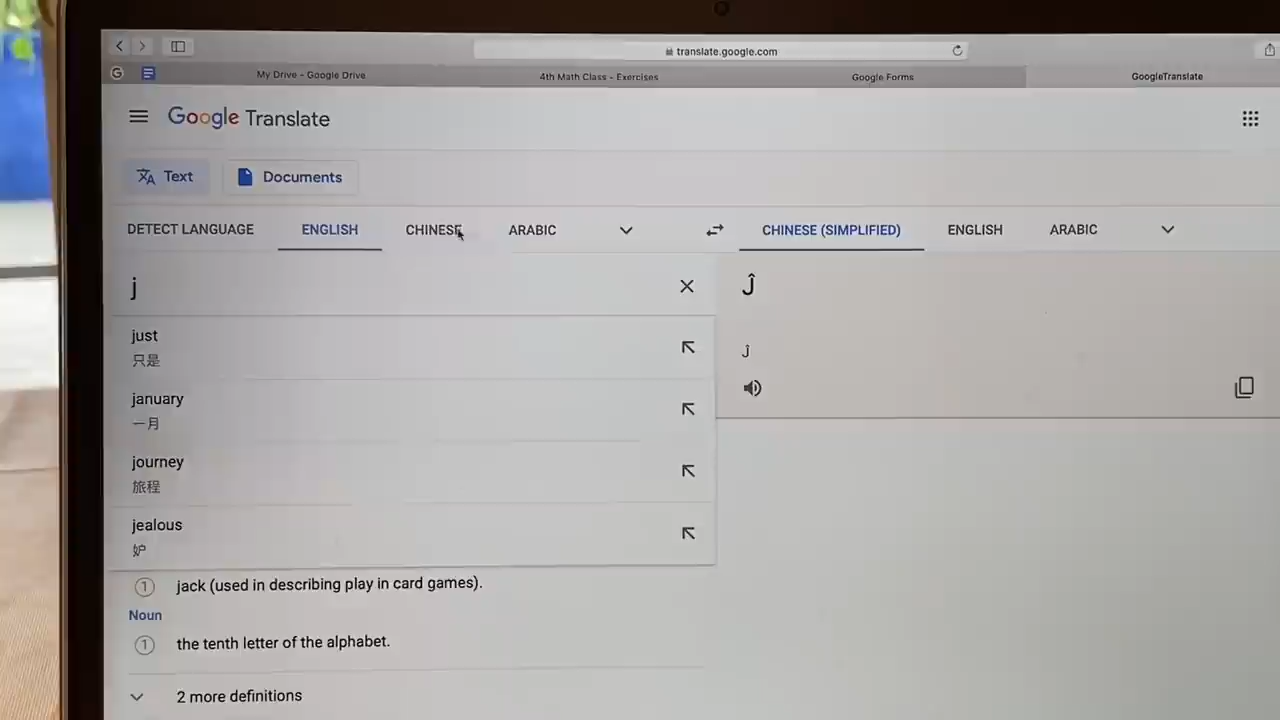 translate.google.com
My Drive - Google Drive
4th Math Class - Exercises
Google Forms
GoogleTranslate
Google Translate
Text
Documents
DETECT LANGUAGE
ENGLISH
CHINESE
ARABIC
CHINESE (SIMPLIFIED)
ENGLISH
ARABIC
j
Ĵ
just
只是
Ĵ
january
一月
journey
旅程
jealous
妒
1 jack (used in describing play in card games).
Noun
1 the tenth letter of the alphabet.
2 more definitions